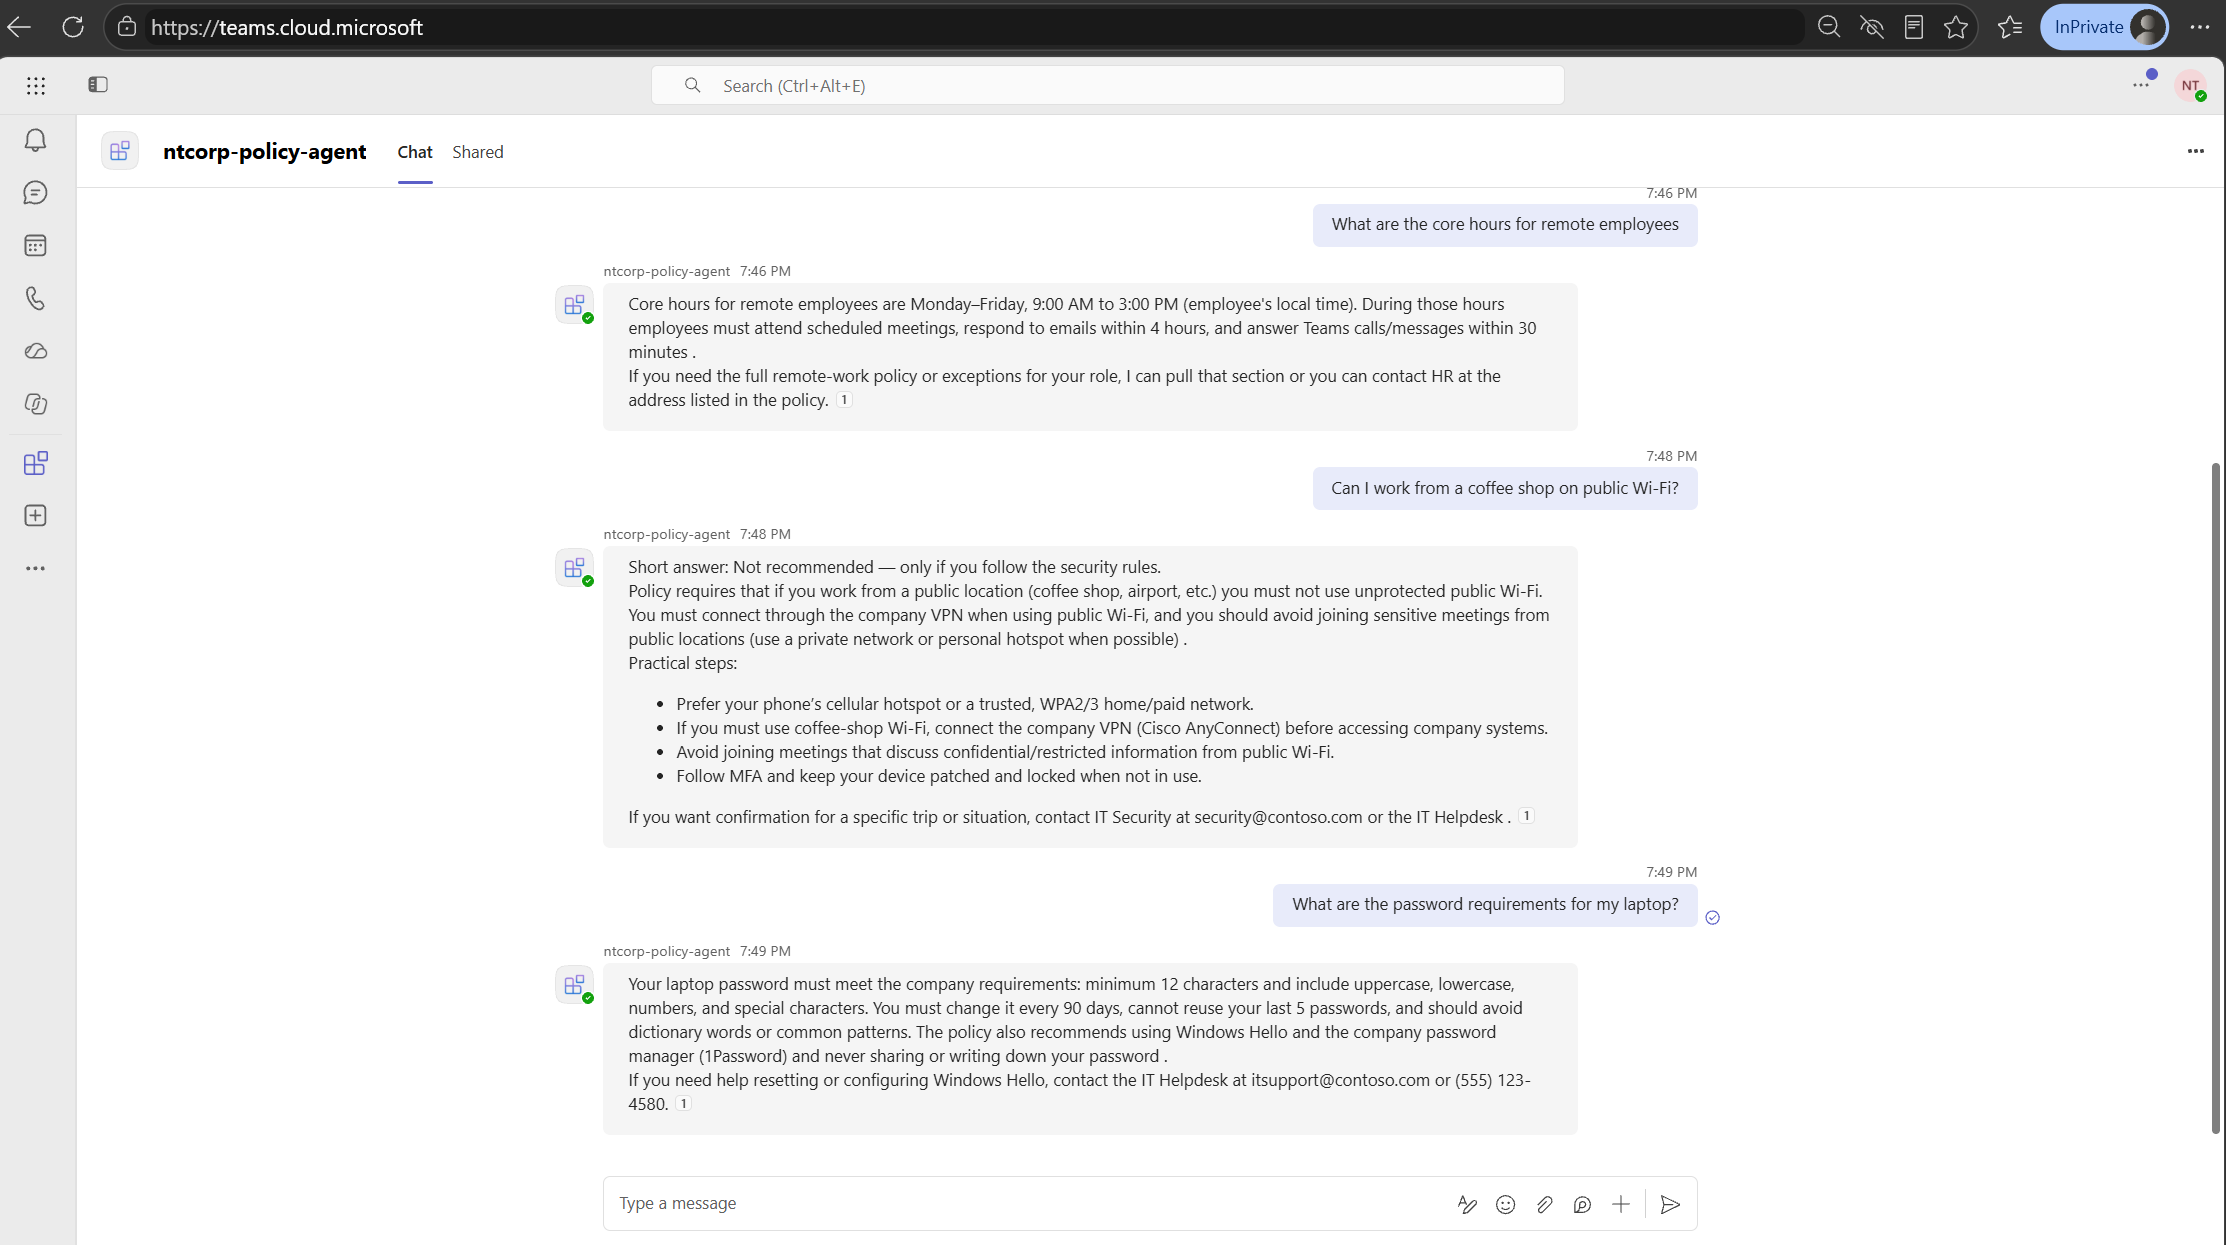 https://teams.cloud.microsoft
InPrivate
Search (Ctrl+Alt+E)
NT
ntcorp-policy-agent
Chat
Shared
7:46 PM
What are the core hours for remote employees
ntcorp-policy-agent 7:46 PM
Core hours for remote employees are Monday–Friday, 9:00 AM to 3:00 PM (employee's local time). During those hours
employees must attend scheduled meetings, respond to emails within 4 hours, and answer Teams calls/messages within 30
minutes .
If you need the full remote-work policy or exceptions for your role, I can pull that section or you can contact HR at the
address listed in the policy. 1
7:48 PM
Can I work from a coffee shop on public Wi-Fi?
ntcorp-policy-agent 7:48 PM
Short answer: Not recommended — only if you follow the security rules.
Policy requires that if you work from a public location (coffee shop, airport, etc.) you must not use unprotected public Wi-Fi.
You must connect through the company VPN when using public Wi-Fi, and you should avoid joining sensitive meetings from
public locations (use a private network or personal hotspot when possible) .
Practical steps:
• Prefer your phone’s cellular hotspot or a trusted, WPA2/3 home/paid network.
• If you must use coffee-shop Wi-Fi, connect the company VPN (Cisco AnyConnect) before accessing company systems.
• Avoid joining meetings that discuss confidential/restricted information from public Wi-Fi.
• Follow MFA and keep your device patched and locked when not in use.
If you want confirmation for a specific trip or situation, contact IT Security at security@contoso.com or the IT Helpdesk . 1
7:49 PM
What are the password requirements for my laptop?
ntcorp-policy-agent 7:49 PM
Your laptop password must meet the company requirements: minimum 12 characters and include uppercase, lowercase,
numbers, and special characters. You must change it every 90 days, cannot reuse your last 5 passwords, and should avoid
dictionary words or common patterns. The policy also recommends using Windows Hello and the company password
manager (1Password) and never sharing or writing down your password .
If you need help resetting or configuring Windows Hello, contact the IT Helpdesk at itsupport@contoso.com or (555) 123-
4580. 1
Type a message